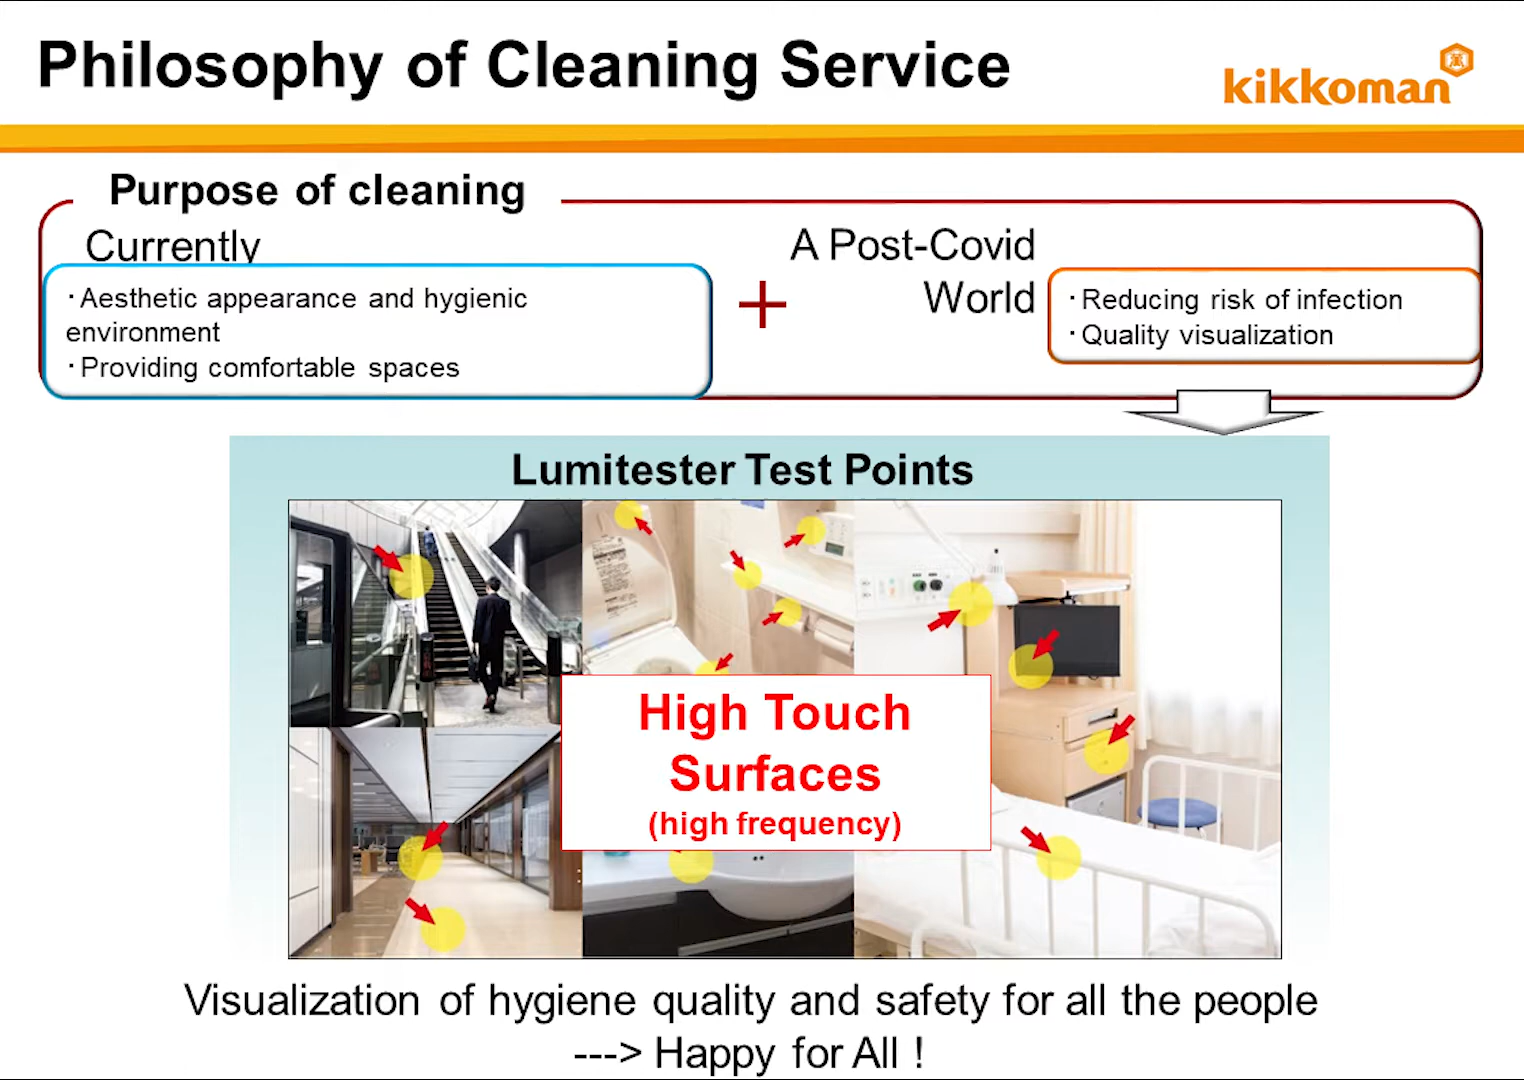 Philosophy of Cleaning Service
kikkoman
Purpose of cleaning
Currently
・Aesthetic appearance and hygienic
environment
・Providing comfortable spaces
+
A Post-Covid
World
・Reducing risk of infection
・Quality visualization
Lumitester Test Points
High Touch
Surfaces
(high frequency)
Visualization of hygiene quality and safety for all the people
---> Happy for All !